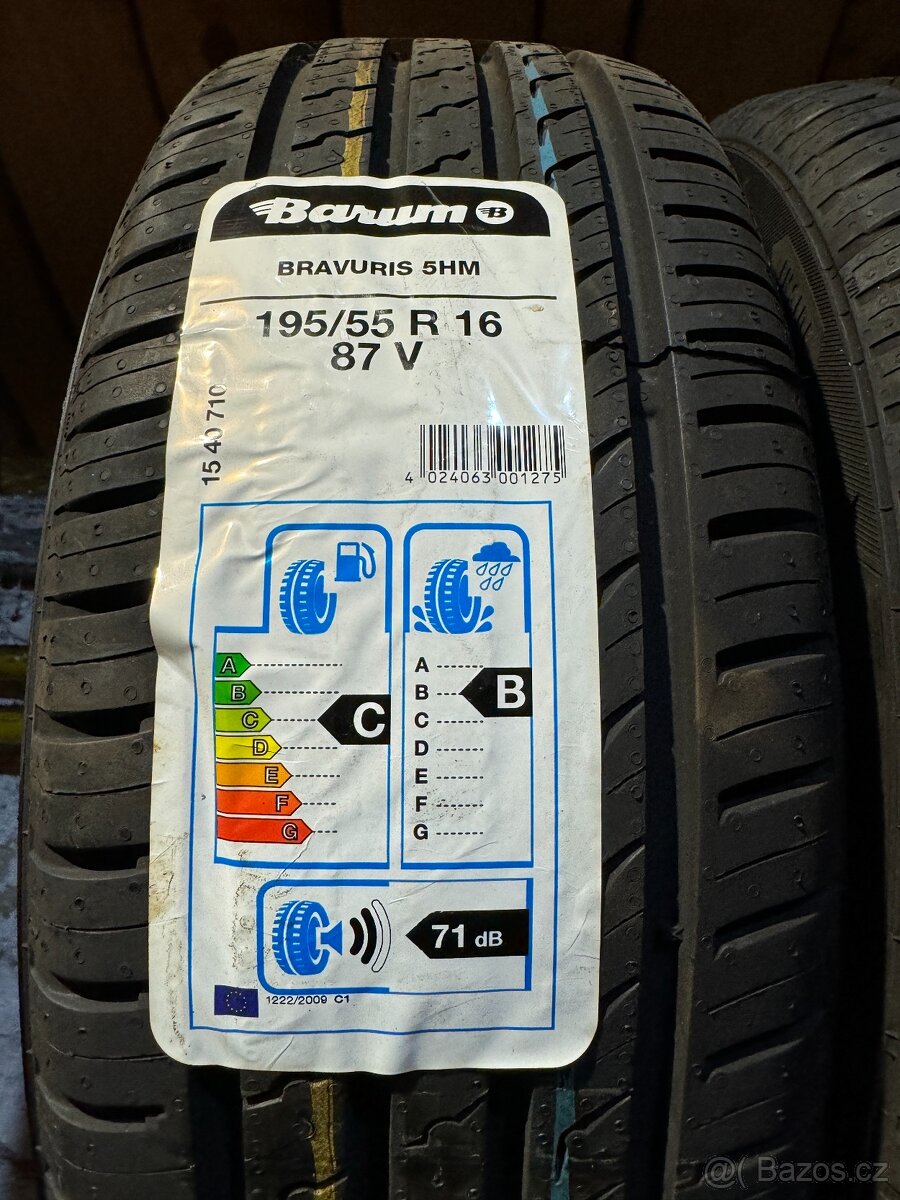 Barum B
BRAVURIS 5HM
195/55 R 16
87 V
15 40 710
4 024063 001275
A
B
C
D
E
F
G
C
A
B
C
D
E
F
G
B
71 dB
1222/2009 C1
@( Bazos.cz